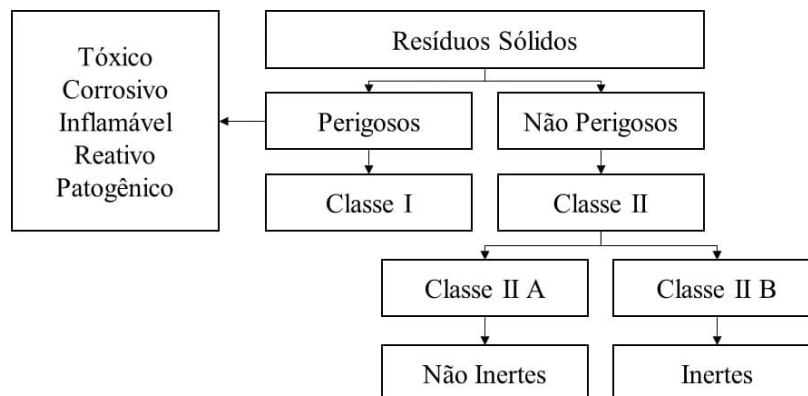 Resíduos Sólidos
Tóxico
Corrosivo
Inflamável
Reativo
Patogênico
Perigosos
Não Perigosos
Classe I
Classe II
Classe II A
Classe II B
Não Inertes
Inertes